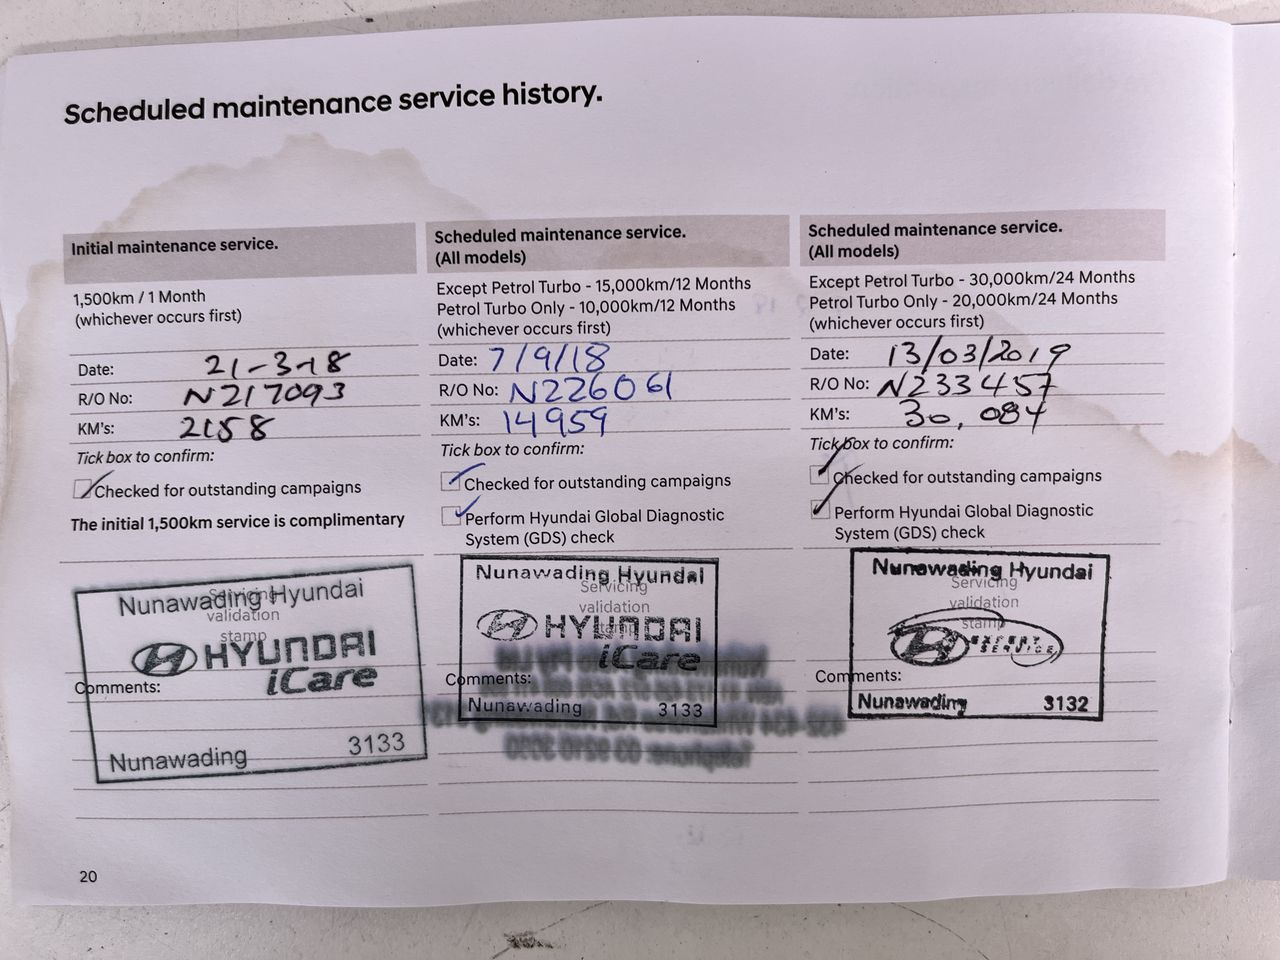 Scheduled maintenance service history.
Initial maintenance service.
1,500km / 1 Month
(whichever occurs first)
Date: 21-3-18
R/O No: N217093
KM's: 2158
Tick box to confirm:
Checked for outstanding campaigns
The initial 1,500km service is complimentary
Nunawading Hyundai
Servicing
validation
stamp
HYUNDAI
iCare
Comments:
Nunawading 3133
Scheduled maintenance service.
(All models)
Except Petrol Turbo - 15,000km/12 Months
Petrol Turbo Only - 10,000km/12 Months
(whichever occurs first)
Date: 7/9/18
R/O No: N226061
KM's: 14959
Tick box to confirm:
Checked for outstanding campaigns
Perform Hyundai Global Diagnostic
System (GDS) check
Nunawading Hyundai
Servicing
validation
stamp
HYUNDAI
iCare
Comments:
Nunawading 3133
Scheduled maintenance service.
(All models)
Except Petrol Turbo - 30,000km/24 Months
Petrol Turbo Only - 20,000km/24 Months
(whichever occurs first)
Date: 13/03/2019
R/O No: N233457
KM's: 30,084
Tick box to confirm:
Checked for outstanding campaigns
Perform Hyundai Global Diagnostic
System (GDS) check
Nunawading Hyundai
Servicing
validation
stamp
Comments:
Nunawading 3132
20